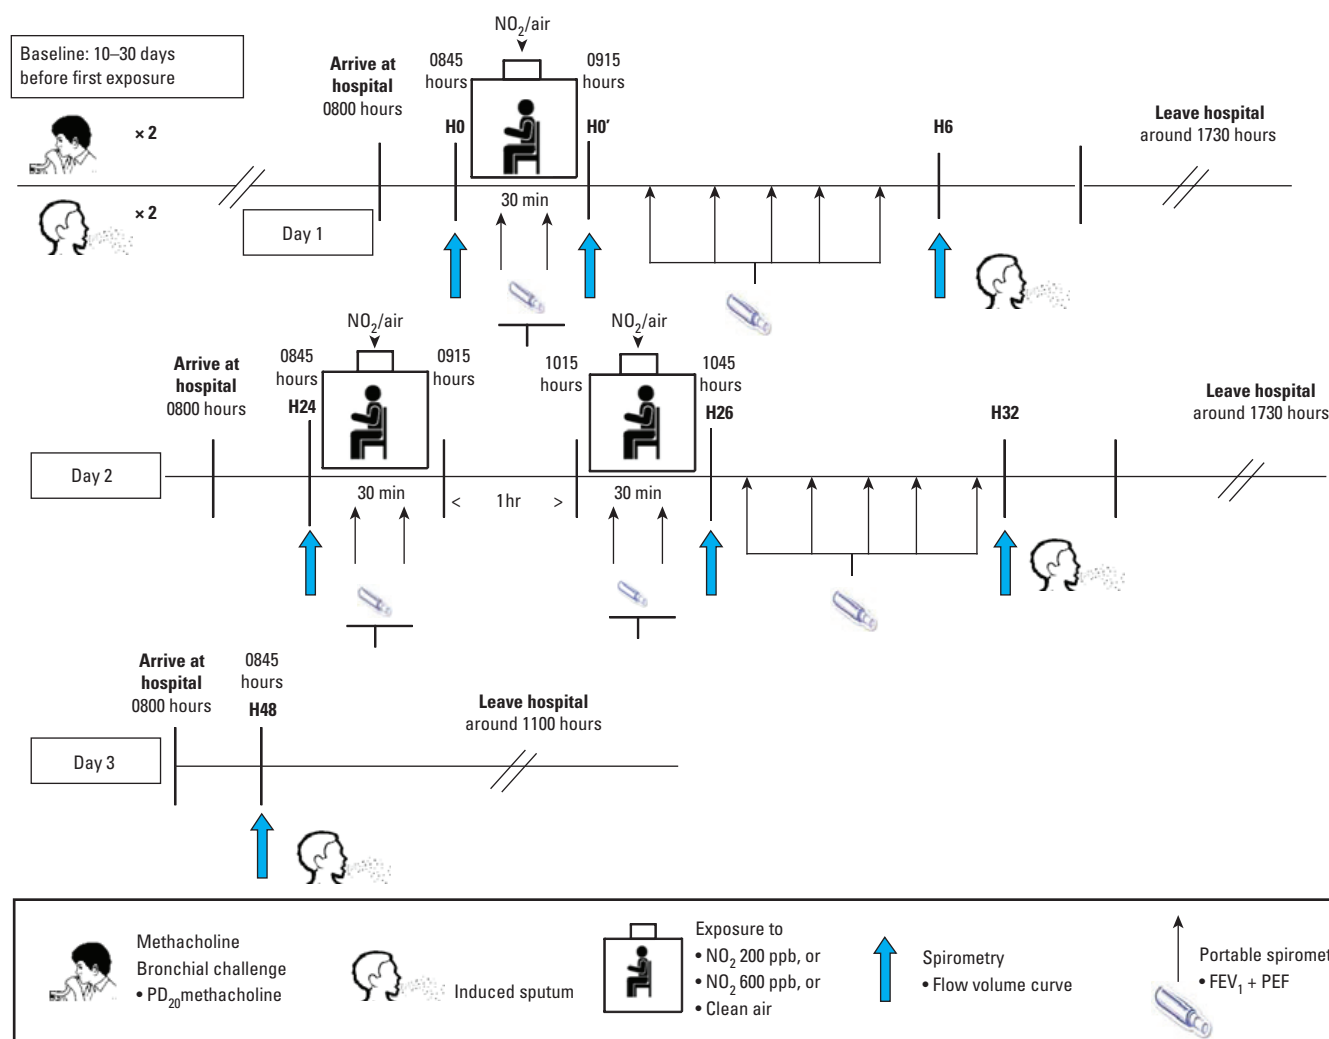 NO2/air
Baseline: 10–30 days
before first exposure
Arrive at
hospital
0800 hours
0845
hours
0915
hours
× 2
H0
H0′
H6
Leave hospital
around 1730 hours
× 2
Day 1
30 min
NO2/air
NO2/air
Arrive at
hospital
0800 hours
0845
hours
0915
hours
1015
hours
1045
hours
H24
H26
H32
Leave hospital
around 1730 hours
Day 2
30 min
< 1hr >
30 min
Arrive at
hospital
0800 hours
0845
hours
H48
Leave hospital
around 1100 hours
Day 3
Methacholine
Bronchial challenge
• PD20methacholine
Induced sputum
Exposure to
• NO2 200 ppb, or
• NO2 600 ppb, or
• Clean air
Spirometry
• Flow volume curve
Portable spiromet
• FEV1 + PEF